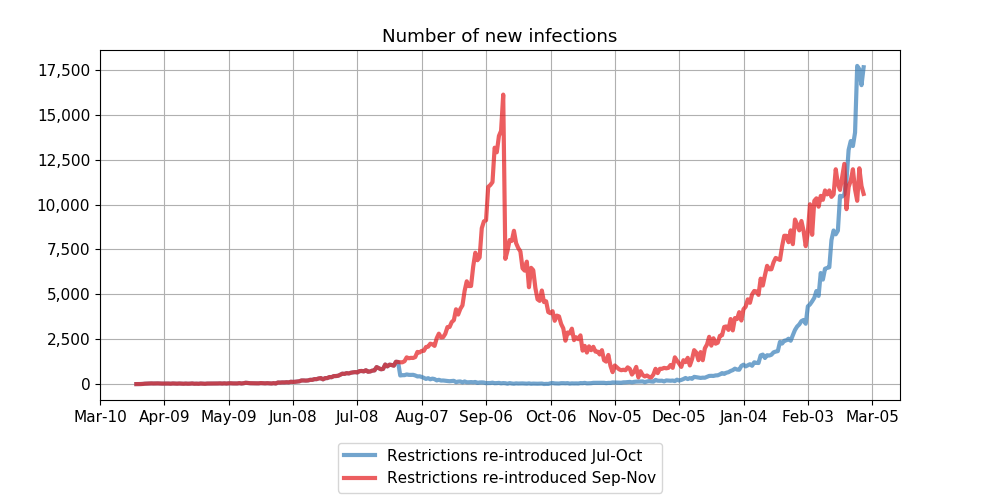 Number of new infections
17,500
15,000
12,500
10,000
7,500
5,000
2,500
0
Mar-10 Apr-09 May-09 Jun-08 Jul-08 Aug-07 Sep-06 Oct-06 Nov-05 Dec-05 Jan-04 Feb-03 Mar-05
Restrictions re-introduced Jul-Oct
Restrictions re-introduced Sep-Nov